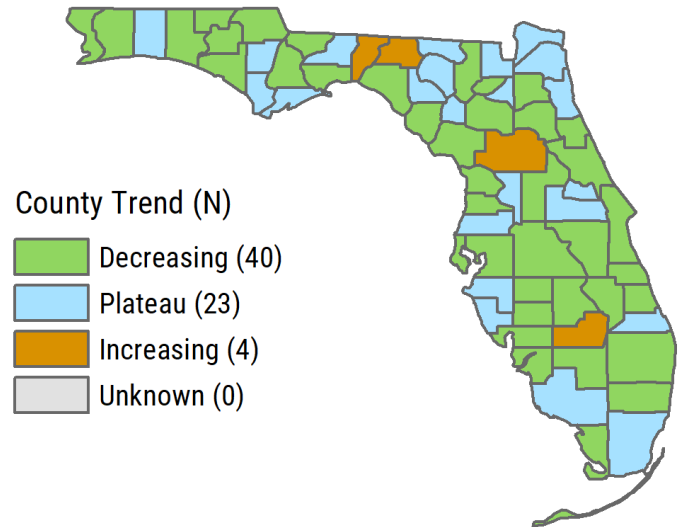 County Trend (N)
Decreasing (40)
Plateau (23)
Increasing (4)
Unknown (0)